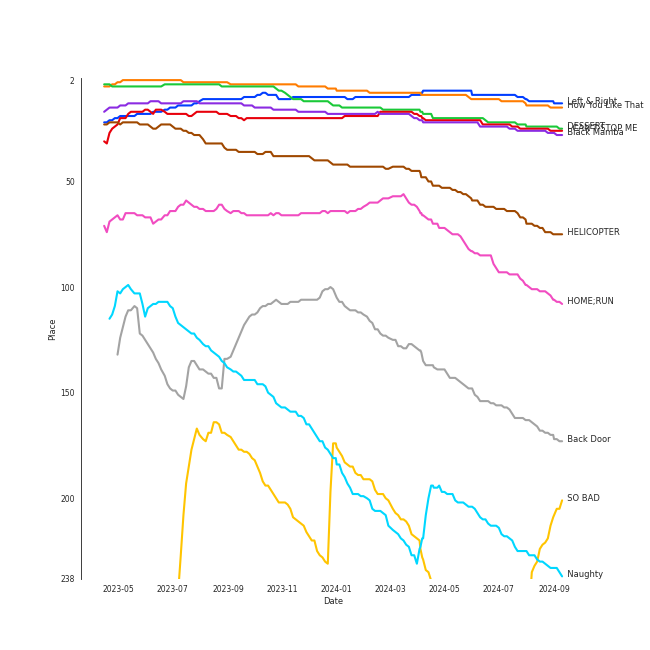 2
50
100
150
200
238
Place
2023-05
2023-07
2023-09
2023-11
2024-01
2024-03
2024-05
2024-07
2024-09
Date
Left & Right
How You Like That
DESSERT
STOP ME
Black Mamba
HELICOPTER
HOME;RUN
Back Door
SO BAD
Naughty